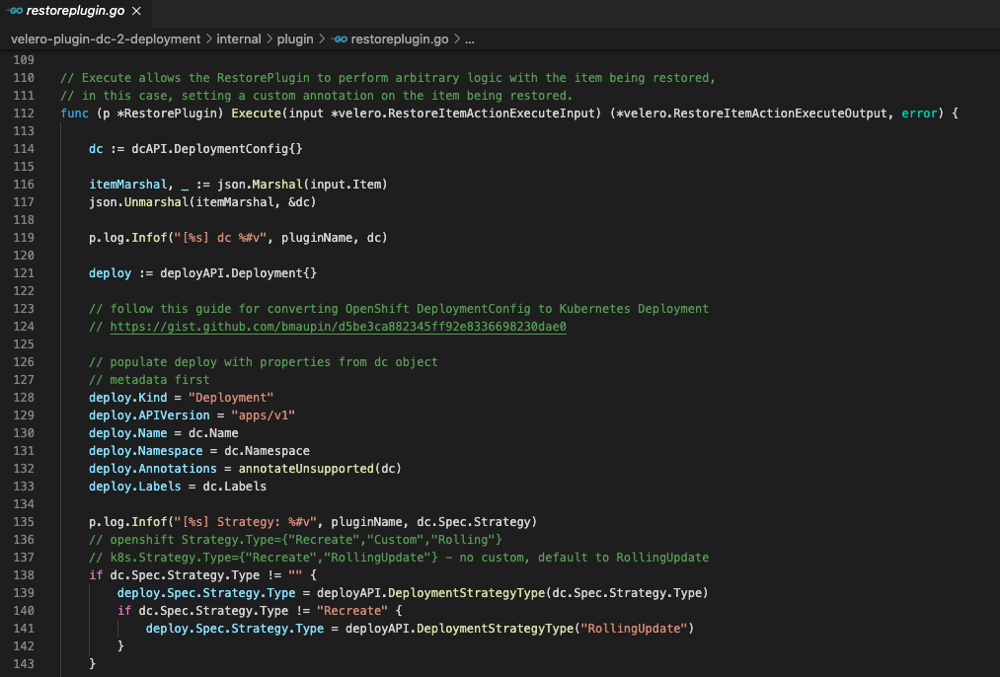 GO restoreplugin.go ×
velero-plugin-dc-2-deployment > internal > plugin > GO restoreplugin.go > ...
109
110 // Execute allows the RestorePlugin to perform arbitrary logic with the item being restored,
111 // in this case, setting a custom annotation on the item being restored.
112 func (p *RestorePlugin) Execute(input *velero.RestoreItemActionExecuteInput) (*velero.RestoreItemActionExecuteOutput, error) {
113
114     dc := dcAPI.DeploymentConfig{}
115
116     itemMarshal, _ := json.Marshal(input.Item)
117     json.Unmarshal(itemMarshal, &dc)
118
119     p.log.Infof("[%s] dc %#v", pluginName, dc)
120
121     deploy := deployAPI.Deployment{}
122
123     // follow this guide for converting OpenShift DeploymentConfig to Kubernetes Deployment
124     // https://gist.github.com/bmaupin/d5be3ca882345ff92e8336698230dae0
125
126     // populate deploy with properties from dc object
127     // metadata first
128     deploy.Kind = "Deployment"
129     deploy.APIVersion = "apps/v1"
130     deploy.Name = dc.Name
131     deploy.Namespace = dc.Namespace
132     deploy.Annotations = annotateUnsupported(dc)
133     deploy.Labels = dc.Labels
134
135     p.log.Infof("[%s] Strategy: %#v", pluginName, dc.Spec.Strategy)
136     // openshift Strategy.Type={"Recreate","Custom","Rolling"}
137     // k8s.Strategy.Type={"Recreate","RollingUpdate"} - no custom, default to RollingUpdate
138     if dc.Spec.Strategy.Type != "" {
139         deploy.Spec.Strategy.Type = deployAPI.DeploymentStrategyType(dc.Spec.Strategy.Type)
140         if dc.Spec.Strategy.Type != "Recreate" {
141             deploy.Spec.Strategy.Type = deployAPI.DeploymentStrategyType("RollingUpdate")
142         }
143     }